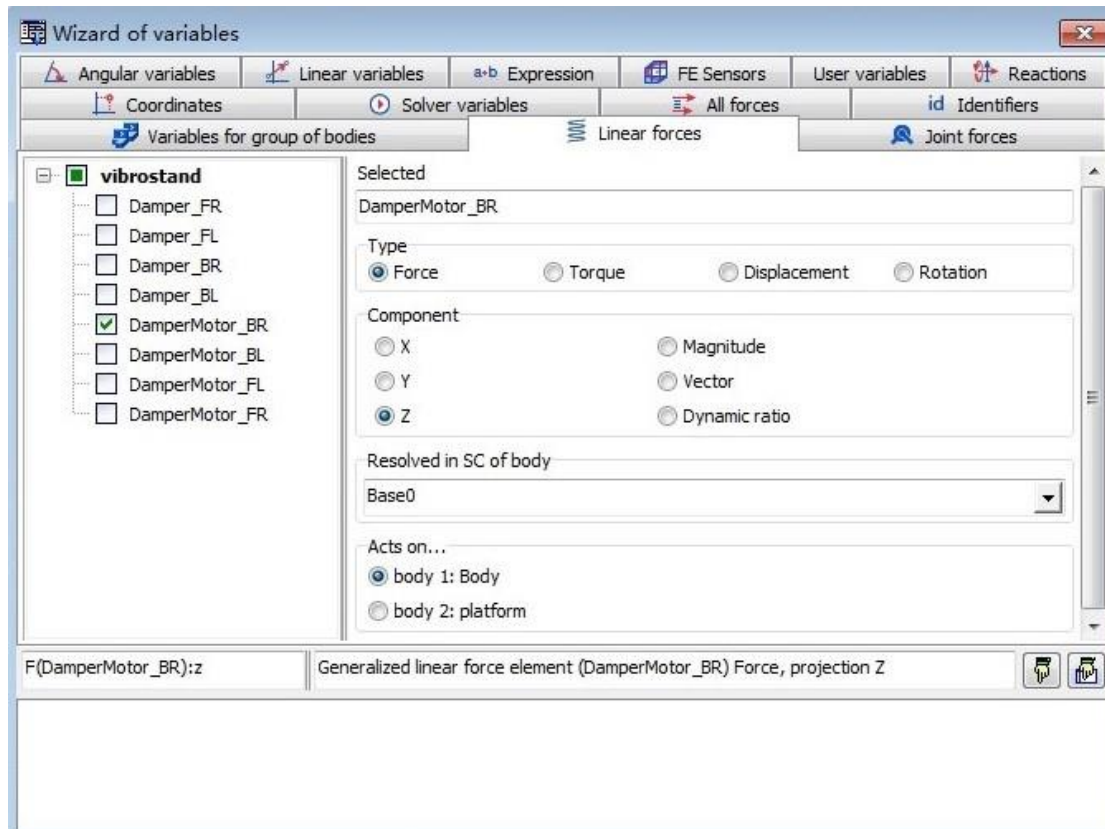 Wizard of variables
Angular variables Linear variables a+b Expression FE Sensors User variables Reactions
Coordinates Solver variables All forces id Identifiers
Variables for group of bodies Linear forces Joint forces
vibrostand
Damper_FR
Damper_FL
Damper_BR
Damper_BL
DamperMotor_BR
DamperMotor_BL
DamperMotor_FL
DamperMotor_FR
Selected
DamperMotor_BR
Type
Force Torque Displacement Rotation
Component
X Magnitude
Y Vector
Z Dynamic ratio
Resolved in SC of body
Base0
Acts on...
body 1: Body
body 2: platform
F(DamperMotor_BR):z Generalized linear force element (DamperMotor_BR) Force, projection Z